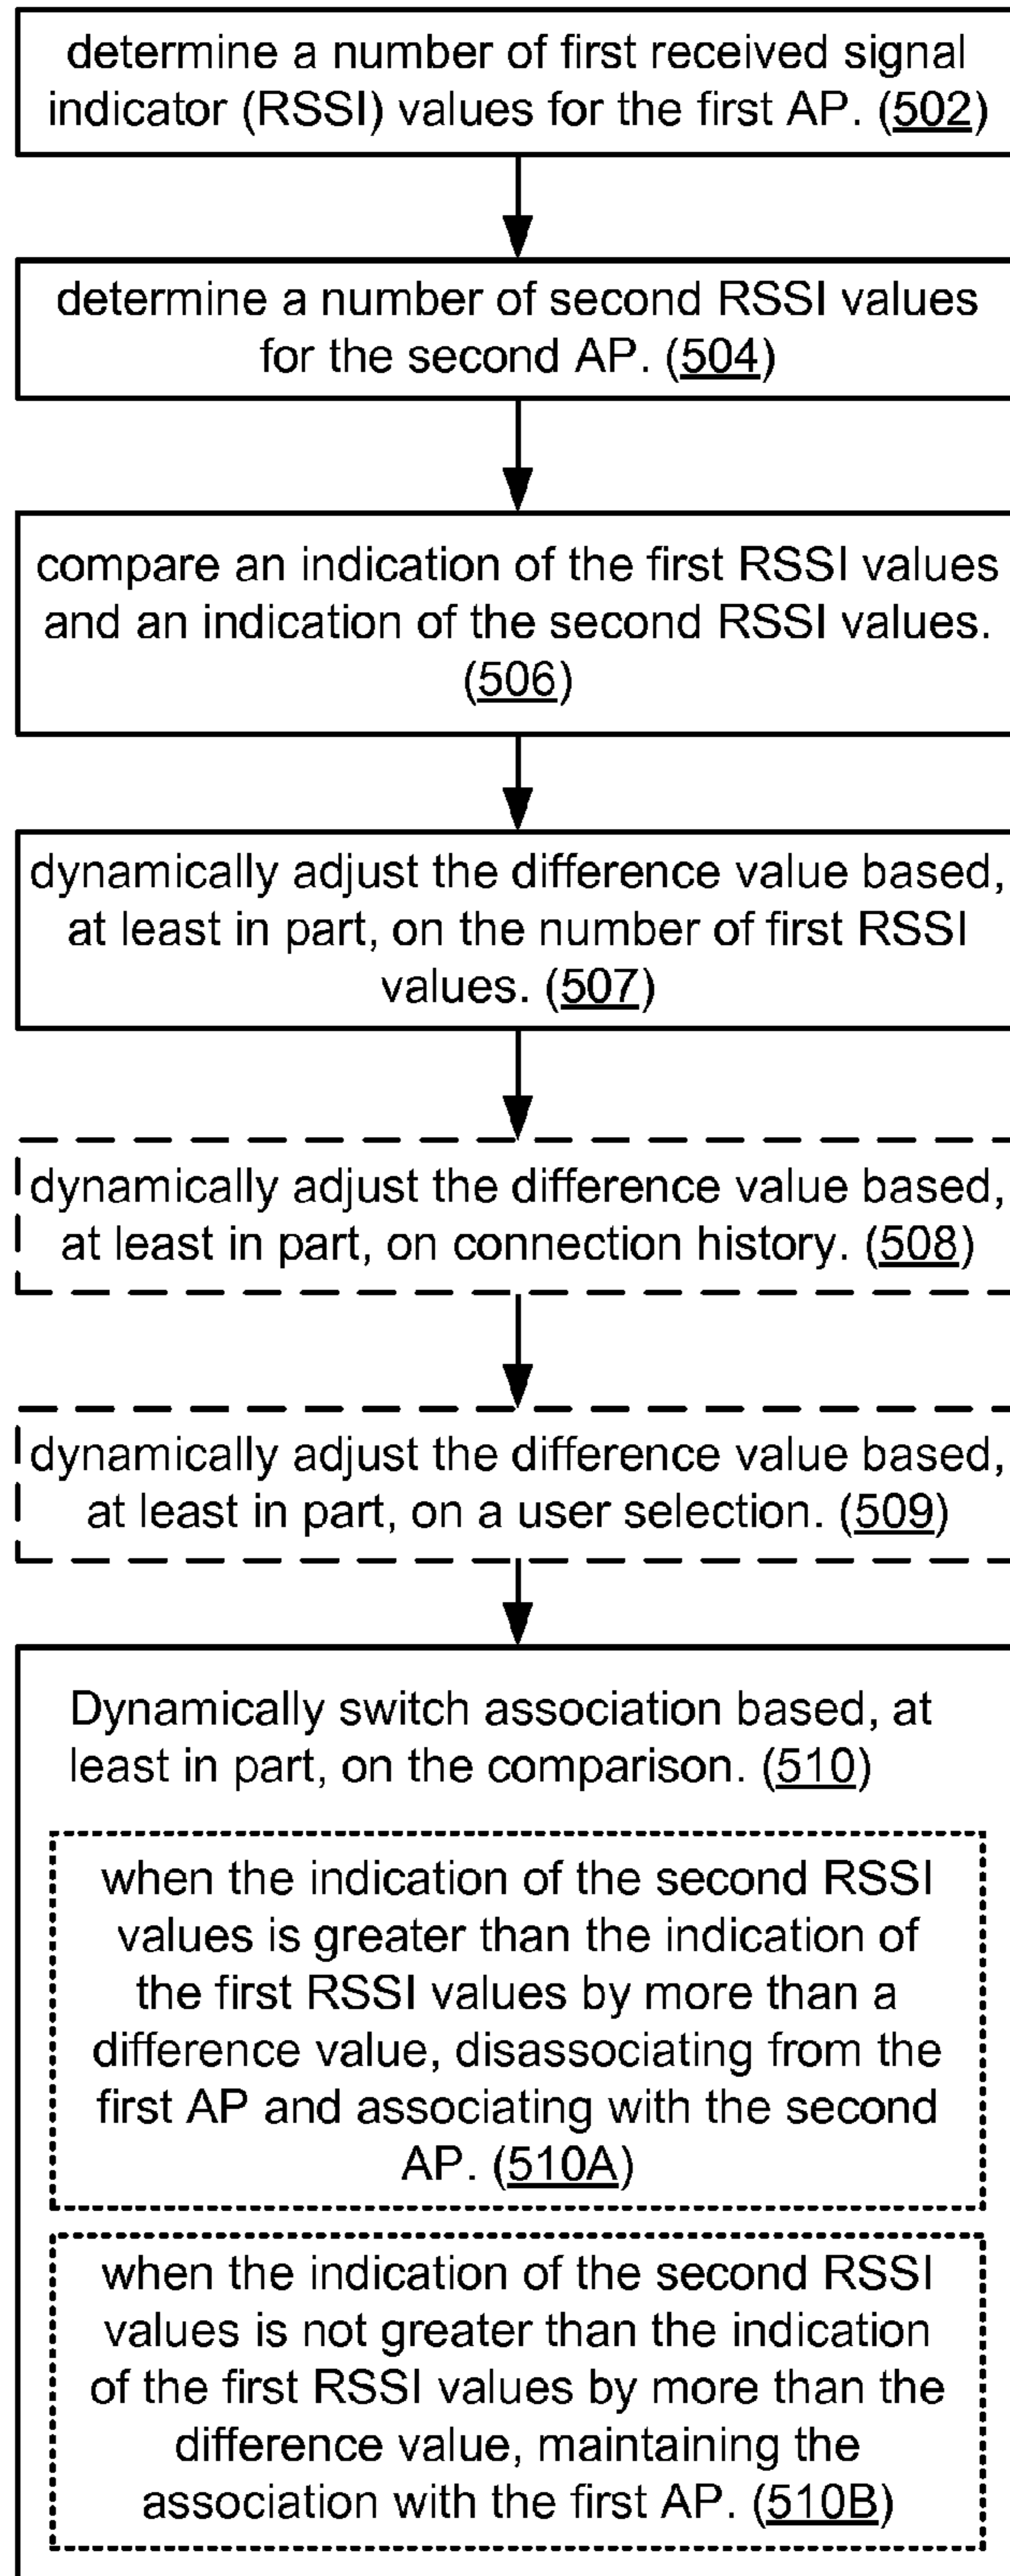 determine a number of first received signal
indicator (RSSI) values for the first AP. (502)
determine a number of second RSSI values
for the second AP. (504)
compare an indication of the first RSSI values
and an indication of the second RSSI values.
(506)
dynamically adjust the difference value based,
at least in part, on the number of first RSSI
values. (507)
dynamically adjust the difference value based,
at least in part, on connection history. (508)
dynamically adjust the difference value based,
at least in part, on a user selection. (509)
Dynamically switch association based, at
least in part, on the comparison. (510)
when the indication of the second RSSI
values is greater than the indication of
the first RSSI values by more than a
difference value, disassociating from the
first AP and associating with the second
AP. (510A)
when the indication of the second RSSI
values is not greater than the indication
of the first RSSI values by more than the
difference value, maintaining the
association with the first AP. (510B)